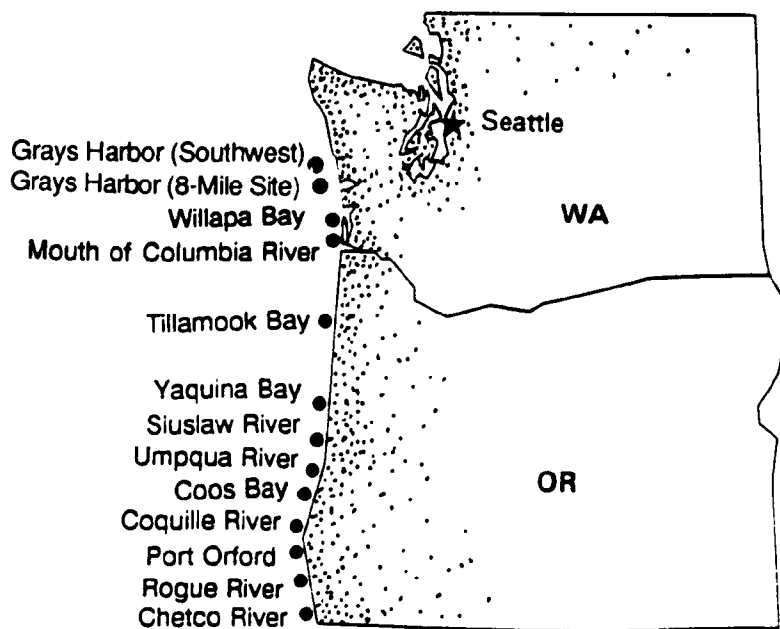 Seattle
Grays Harbor (Southwest)
Grays Harbor (8-Mile Site)
Willapa Bay
WA
Mouth of Columbia River
Tillamook Bay
Yaquina Bay
Siuslaw River
Umpqua River
Coos Bay
OR
Coquille River
Port Orford
Rogue River
Chetco River